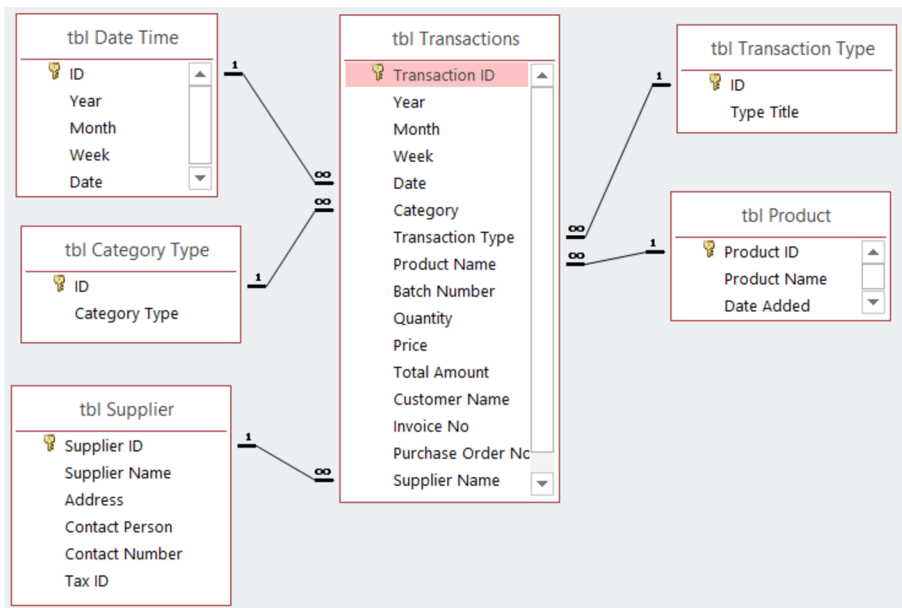 tbl Date Time
ID
Year
Month
Week
Date
tbl Category Type
ID
Category Type
tbl Supplier
Supplier ID
Supplier Name
Address
Contact Person
Contact Number
Tax ID
tbl Transactions
Transaction ID
Year
Month
Week
Date
Category
Transaction Type
Product Name
Batch Number
Quantity
Price
Total Amount
Customer Name
Invoice No
Purchase Order No
Supplier Name
tbl Transaction Type
ID
Type Title
tbl Product
Product ID
Product Name
Date Added
1
∞
∞
1
1
∞
1
∞
∞
1